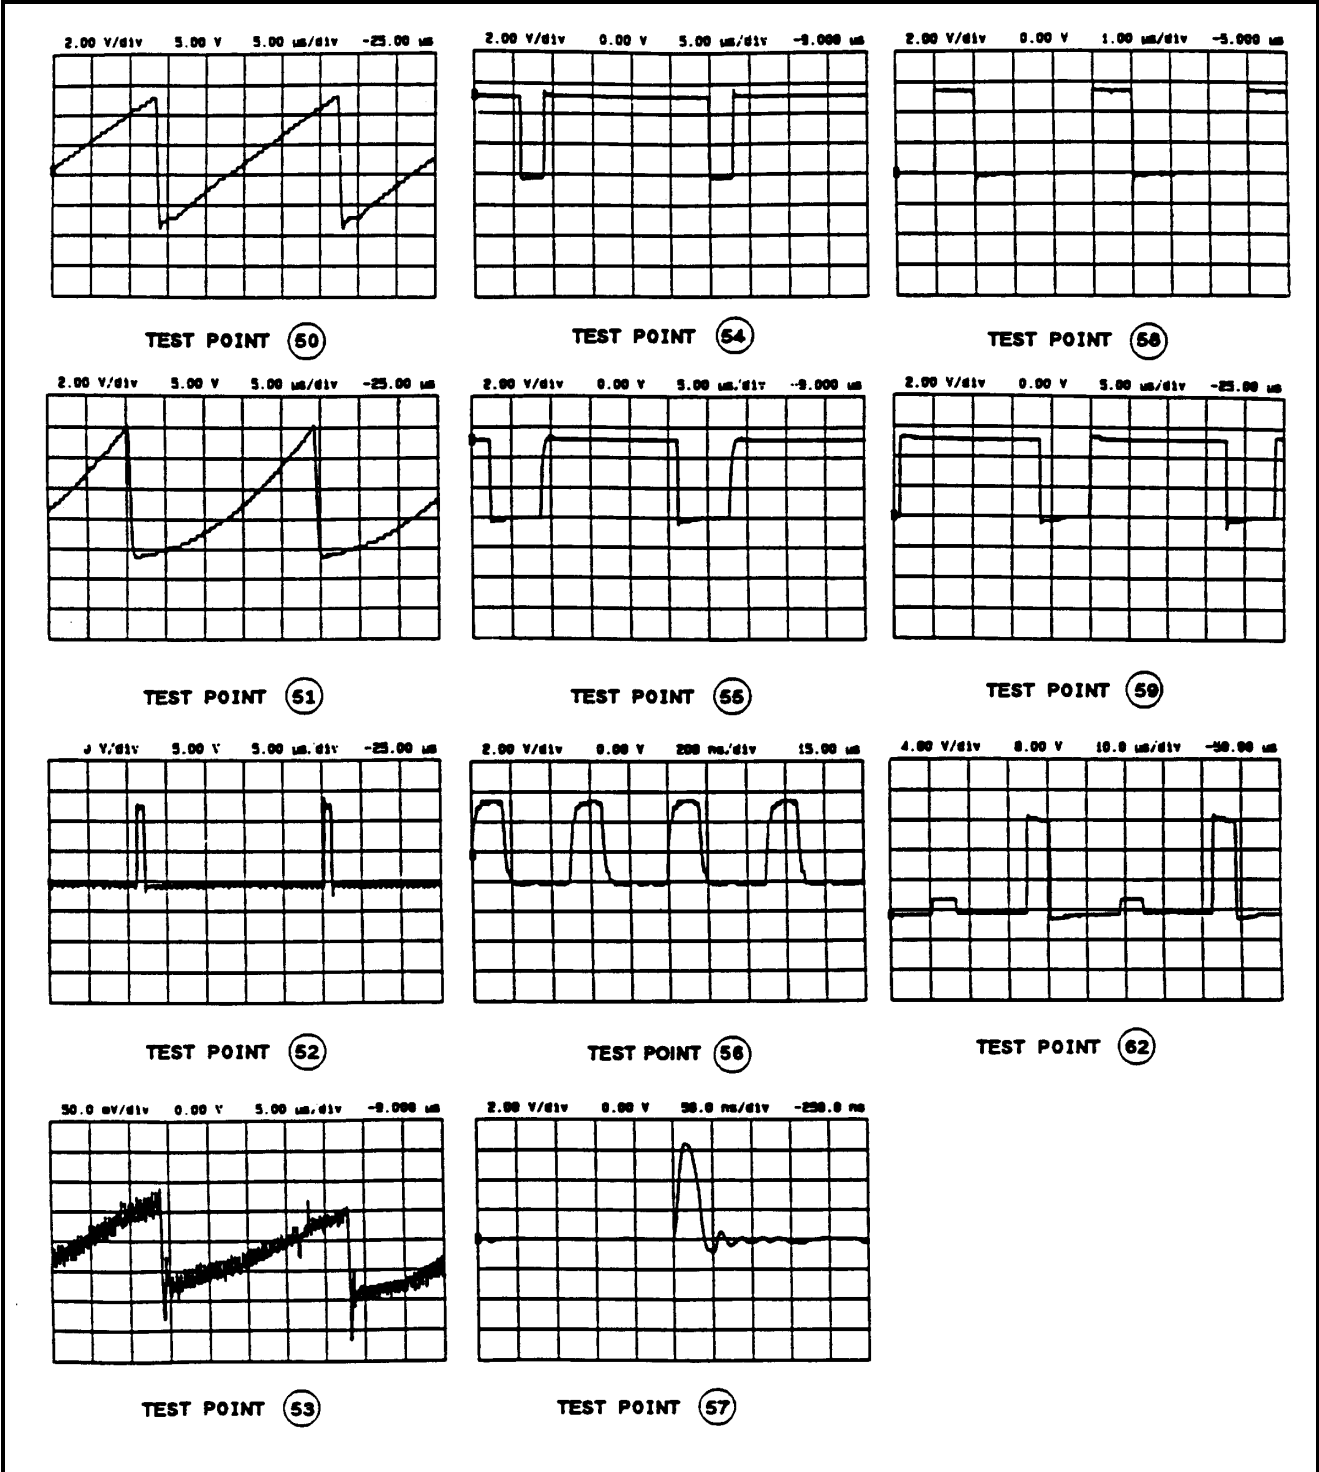 2.00 V/div 5.00 V 5.00 us/div -25.00 us
2.00 V/div 0.00 V 5.00 us/div -9.000 us
2.00 V/div 0.00 V 1.00 us/div -5.000 us
TEST POINT 50
TEST POINT 54
TEST POINT 58
2.00 V/div 5.00 V 5.00 us/div -25.00 us
2.00 V/div 0.00 V 5.00 us/div -9.000 us
2.00 V/div 0.00 V 5.00 us/div -25.00 us
TEST POINT 51
TEST POINT 55
TEST POINT 59
V/div 5.00 V 5.00 us/div -25.00 us
2.00 V/div 0.00 V 200 ns/div 15.00 us
4.00 V/div 8.00 V 10.0 us/div -50.00 us
TEST POINT 52
TEST POINT 56
TEST POINT 62
50.0 mV/div 0.00 V 5.00 us/div -9.000 us
2.00 V/div 0.00 V 50.0 ns/div -250.0 ns
TEST POINT 53
TEST POINT 57